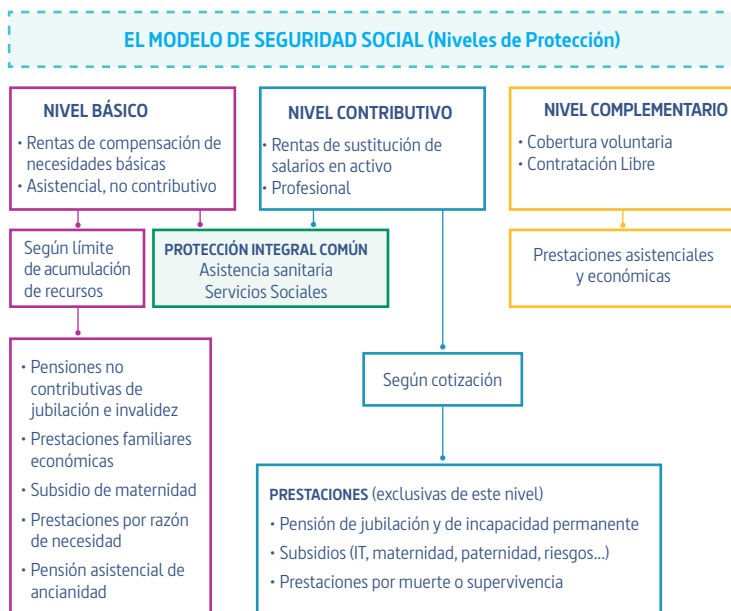 EL MODELO DE SEGURIDAD SOCIAL (Niveles de Protección)
NIVEL BÁSICO
• Rentas de compensación de
necesidades básicas
• Asistencial, no contributivo
NIVEL CONTRIBUTIVO
• Rentas de sustitución de
salarios en activo
• Profesional
NIVEL COMPLEMENTARIO
• Cobertura voluntaria
• Contratación Libre
Según límite
de acumulación
de recursos
PROTECCIÓN INTEGRAL COMÚN
Asistencia sanitaria
Servicios Sociales
Prestaciones asistenciales
y económicas
• Pensiones no
contributivas de
jubilación e invalidez
• Prestaciones familiares
económicas
• Subsidio de maternidad
• Prestaciones por razón
de necesidad
• Pensión asistencial de
ancianidad
Según cotización
PRESTACIONES (exclusivas de este nivel)
• Pensión de jubilación y de incapacidad permanente
• Subsidios (IT, maternidad, paternidad, riesgos...)
• Prestaciones por muerte o supervivencia